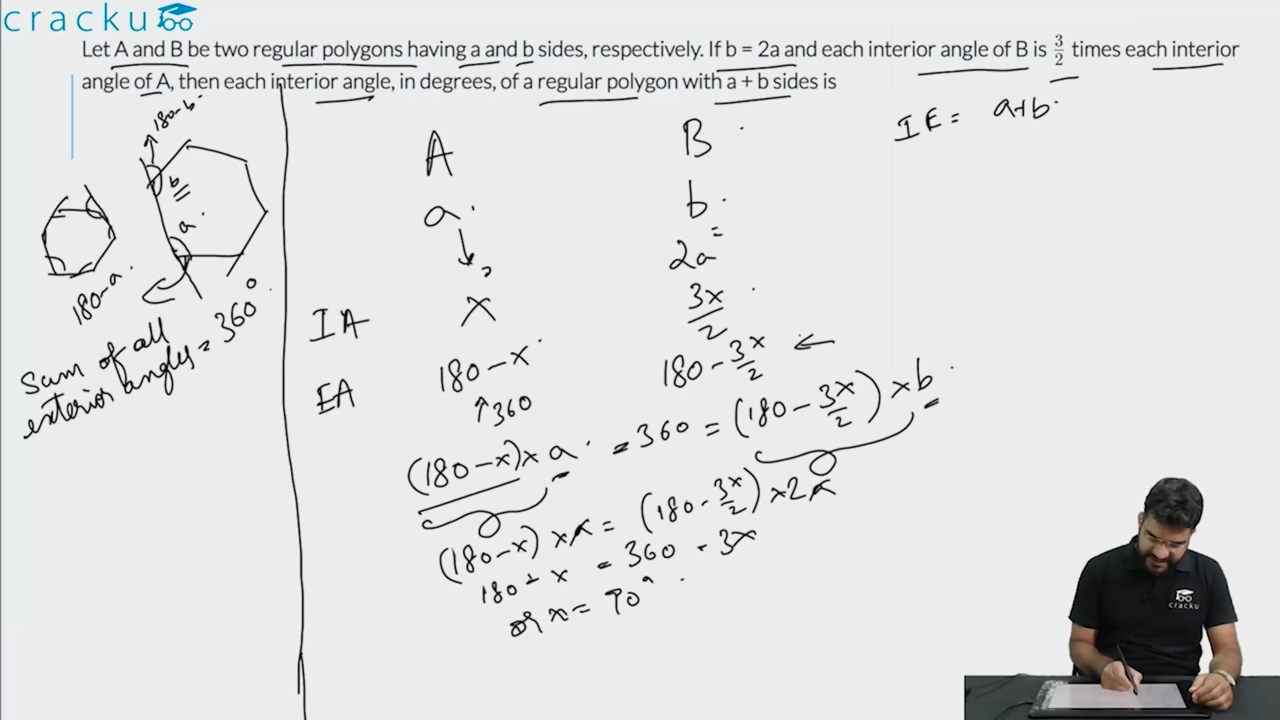 cracku
Let A and B be two regular polygons having a and b sides, respectively. If b = 2a and each interior angle of B is 3/2 times each interior
angle of A, then each interior angle, in degrees, of a regular polygon with a + b sides is
180-b
b
a
180-a
Sum of all
exterior angles = 360°
A B
a b
2a
IA x 3x/2
EA 180-x 180-3x/2
↑360
(180-x)×a = 360 = (180-3x/2)×b
(180-x)×a = (180-3x/2)×2a
180-x = 360-3x
or x = 90°
IE = a+b
cracku